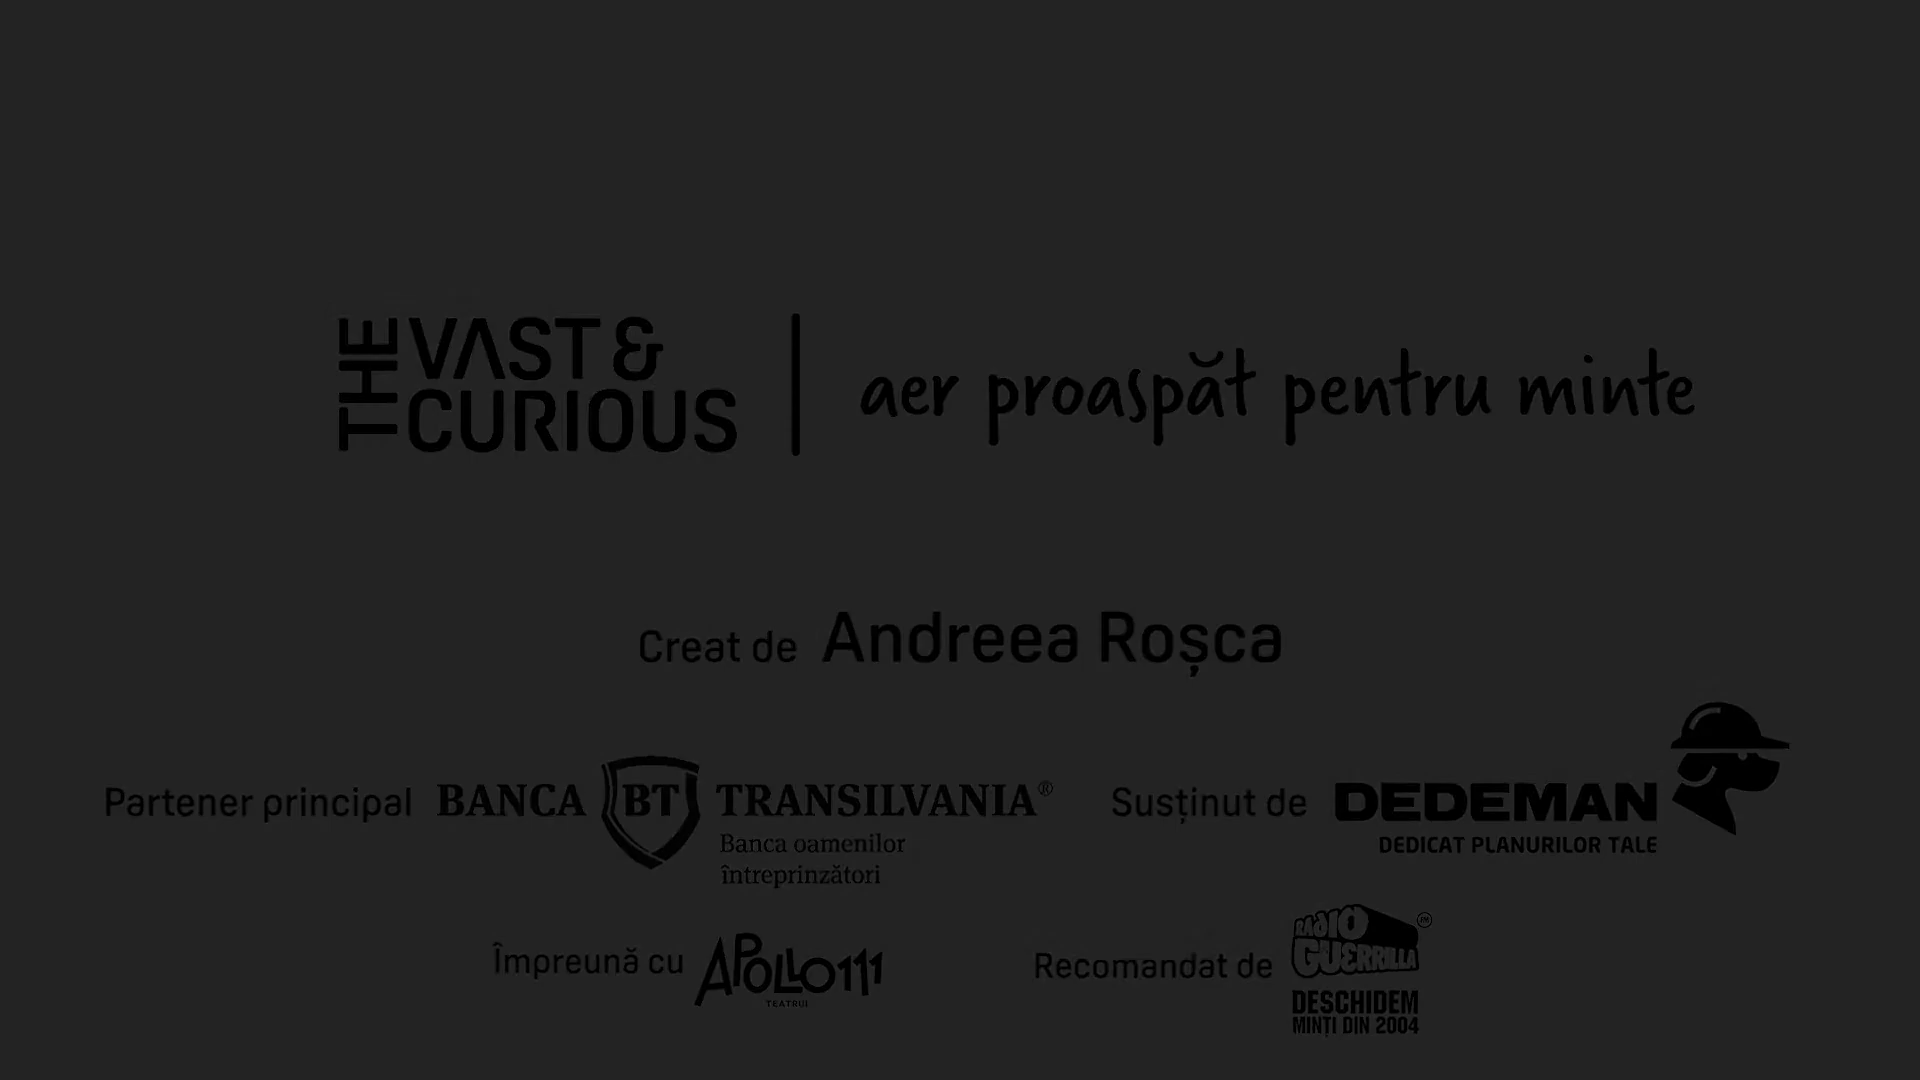 THE VAST & CURIOUS | aer proaspăt pentru minte
Creat de Andreea Roșca
Partener principal BANCA BT TRANSILVANIA®
Banca oamenilor
întreprinzători
Susținut de DEDEMAN
DEDICAT PLANURILOR TALE
Împreună cu APOLLO111
TEATRUL
Recomandat de RADIO GUERRILLA
DESCHIDEM
MINȚI DIN 2004